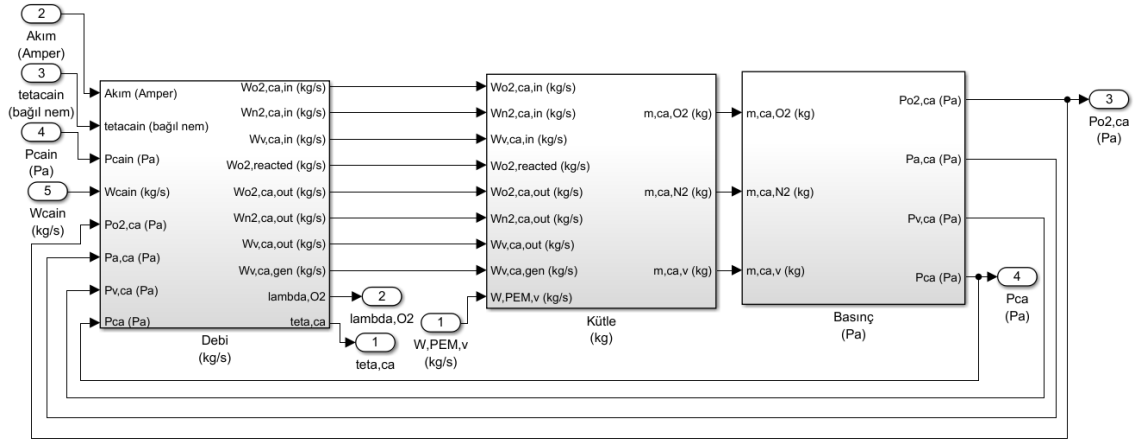 2
Akım
(Amper)
3
tetacain
(bağıl nem)
4
Pcain
(Pa)
5
Wcain
(kg/s)
Akım (Amper)
tetacain (bağıl nem)
Pcain (Pa)
Wcain (kg/s)
Po2,ca (Pa)
Pa,ca (Pa)
Pv,ca (Pa)
Pca (Pa)
Wo2,ca,in (kg/s)
Wn2,ca,in (kg/s)
Wv,ca,in (kg/s)
Wo2,reacted (kg/s)
Wo2,ca,out (kg/s)
Wn2,ca,out (kg/s)
Wv,ca,out (kg/s)
Wv,ca,gen (kg/s)
lambda,O2
teta,ca
Debi
(kg/s)
2
lambda,O2
1
teta,ca
1
W,PEM,v
(kg/s)
Wo2,ca,in (kg/s)
Wn2,ca,in (kg/s)
Wv,ca,in (kg/s)
Wo2,reacted (kg/s)
Wo2,ca,out (kg/s)
Wn2,ca,out (kg/s)
Wv,ca,out (kg/s)
Wv,ca,gen (kg/s)
W,PEM,v (kg/s)
m,ca,O2 (kg)
m,ca,N2 (kg)
m,ca,v (kg)
Kütle
(kg)
m,ca,O2 (kg)
m,ca,N2 (kg)
m,ca,v (kg)
Po2,ca (Pa)
Pa,ca (Pa)
Pv,ca (Pa)
Pca (Pa)
Basınç
(Pa)
3
Po2,ca
(Pa)
4
Pca
(Pa)